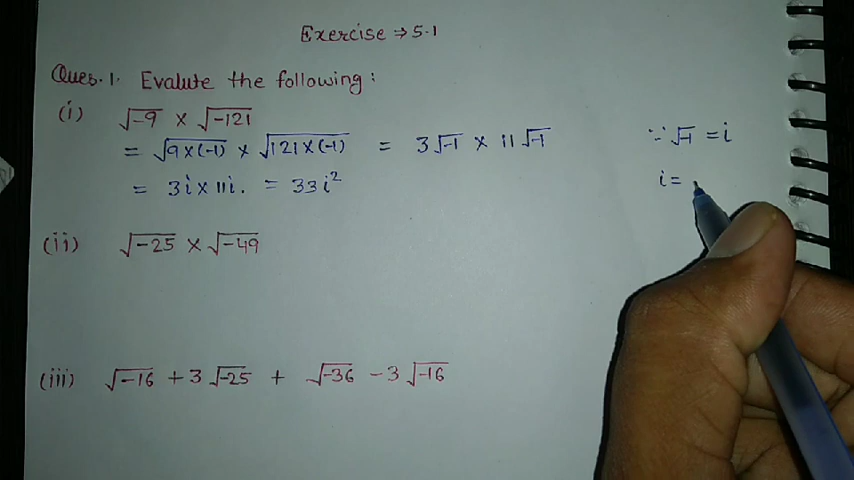 Exercise ⇒ 5.1
Ques.1. Evalute the following:
(i) √-9 × √-121
= √9×(-1) × √121×(-1) = 3√-1 × 11√-1
∵ √-1 = i
= 3i × 11i. = 33i²
i =
(ii) √-25 × √-49
(iii) √-16 + 3√-25 + √-36 - 3√-16